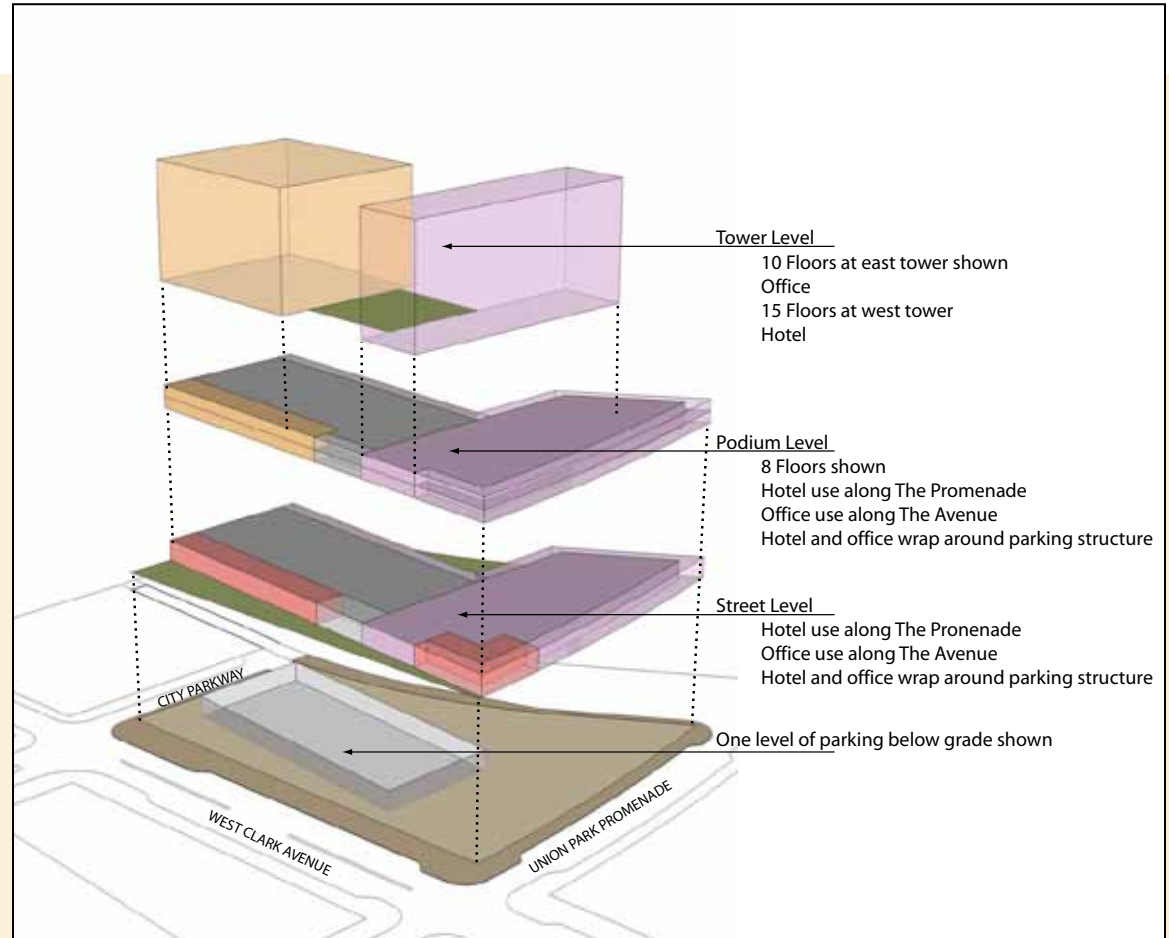 Tower Level
10 Floors at east tower shown
Office
15 Floors at west tower
Hotel
Podium Level
8 Floors shown
Hotel use along The Promenade
Office use along The Avenue
Hotel and office wrap around parking structure
Street Level
Hotel use along The Pronenade
Office use along The Avenue
Hotel and office wrap around parking structure
One level of parking below grade shown
CITY PARKWAY
WEST CLARK AVENUE
UNION PARK PROMENADE